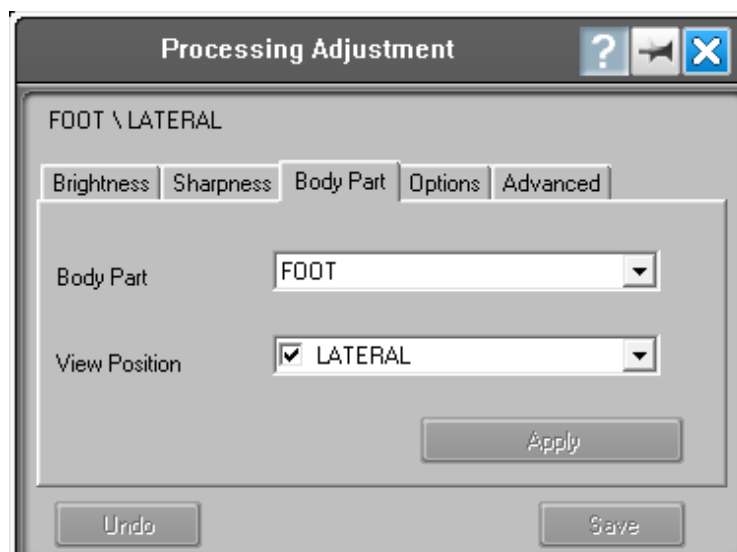 Processing Adjustment ?
FOOT \ LATERAL
Brightness Sharpness Body Part Options Advanced
Body Part FOOT
View Position LATERAL
Apply
Undo Save